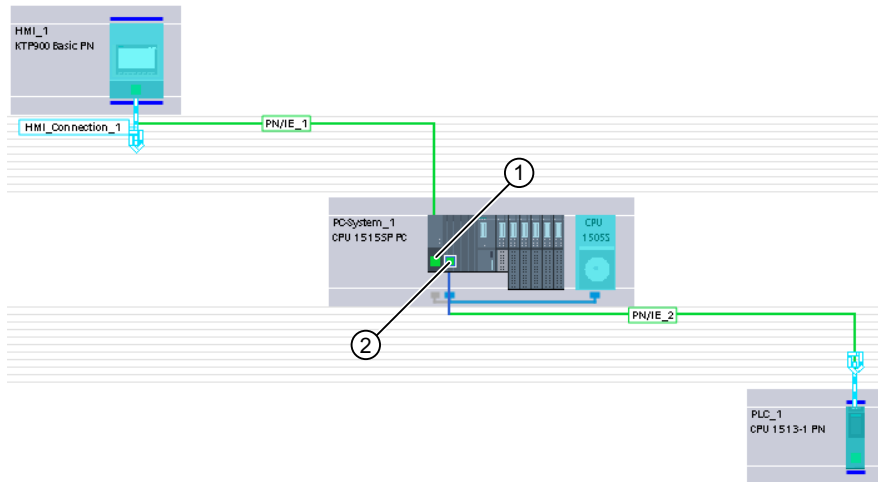 HMI_1
KTP900 Basic PN
HMI_Connection_1
PN/IE_1
1
PC-System_1
CPU 1515SP PC
CPU
1505S
PN/IE_2
2
PLC_1
CPU 1513-1 PN